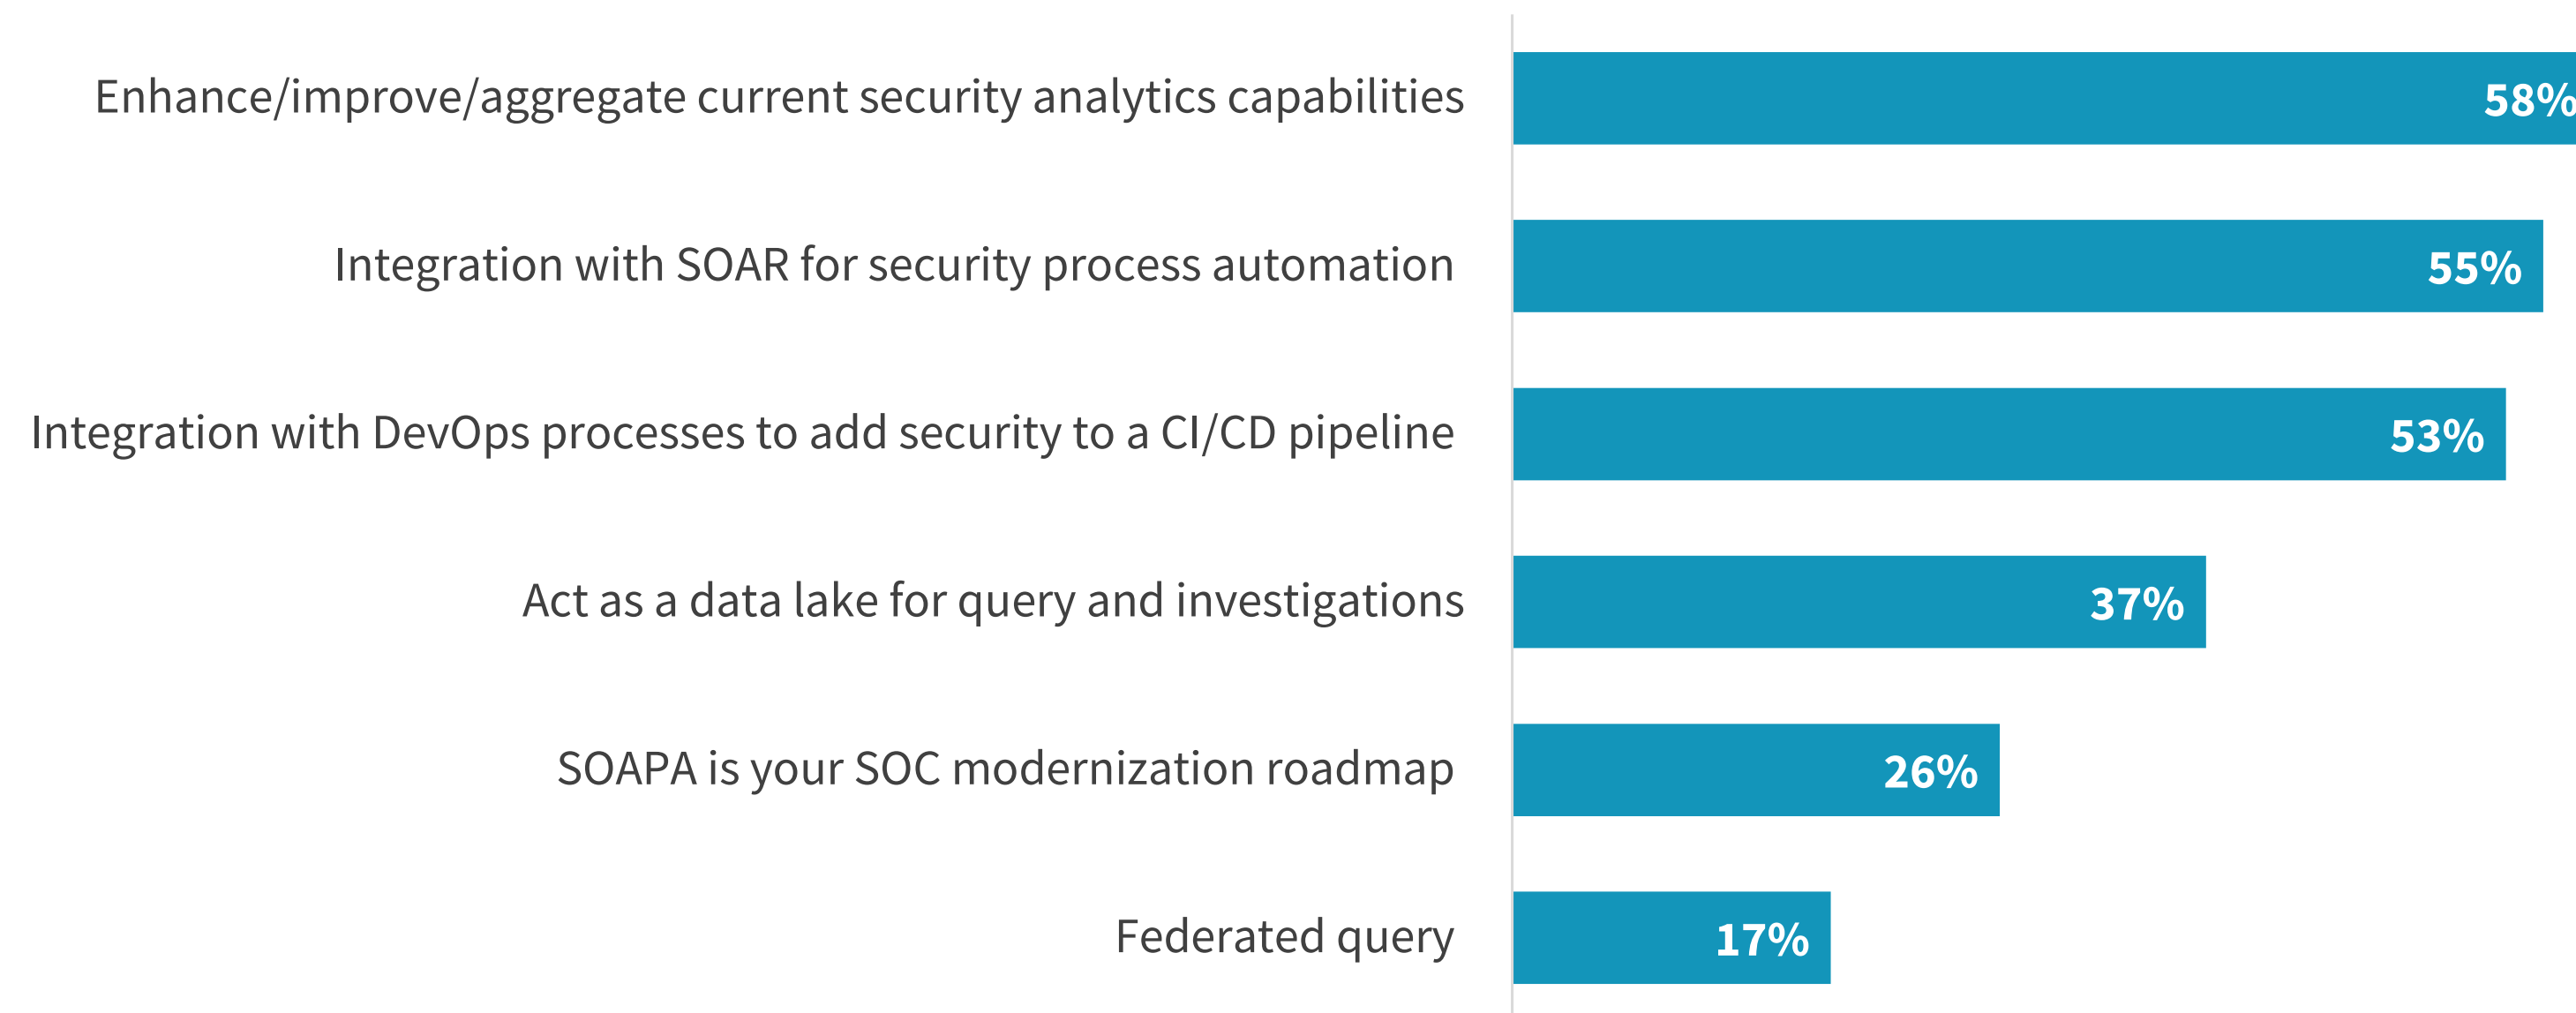 Enhance/improve/aggregate current security analytics capabilities 58%
Integration with SOAR for security process automation 55%
Integration with DevOps processes to add security to a CI/CD pipeline 53%
Act as a data lake for query and investigations 37%
SOAPA is your SOC modernization roadmap 26%
Federated query 17%